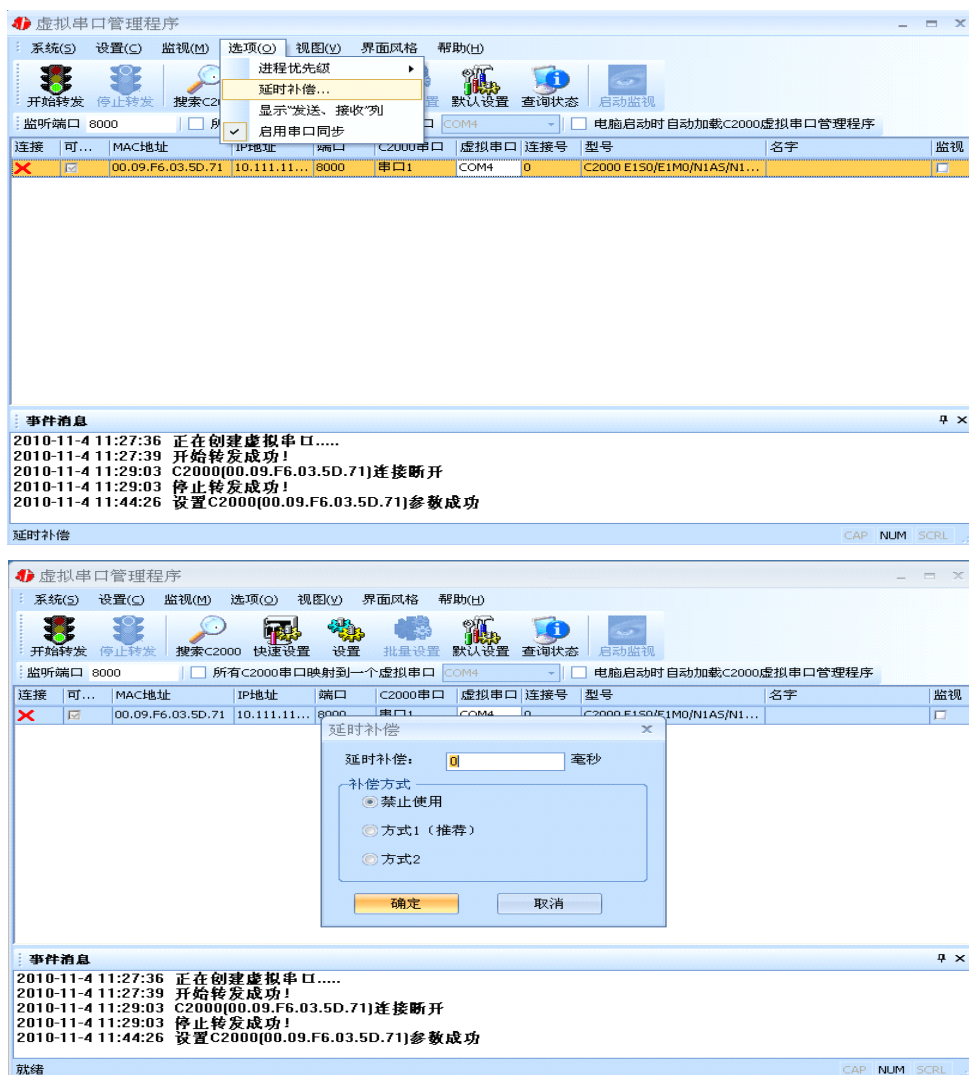 虚拟串口管理程序
系统(S) 设置(C) 监视(M) 选项(O) 视图(V) 界面风格 帮助(H)
进程优先级
延时补偿...
显示"发送、接收"列
启用串口同步
开始转发 停止转发 搜索C2 置 默认设置 查询状态 启动监视
监听端口 8000 所 口 COM4 电脑启动时自动加载C2000虚拟串口管理程序
连接 可... MAC地址 IP地址 端口 C2000串口 虚拟串口 连接号 型号 名字 监视
00.09.F6.03.5D.71 10.111.11... 8000 串口1 COM4 0 C2000 E1S0/E1M0/N1AS/N1...
事件消息
2010-11-4 11:27:36 正在创建虚拟串口.....
2010-11-4 11:27:39 开始转发成功!
2010-11-4 11:29:03 C2000(00.09.F6.03.5D.71)连接断开
2010-11-4 11:29:03 停止转发成功!
2010-11-4 11:44:26 设置C2000(00.09.F6.03.5D.71)参数成功
延时补偿 CAP NUM SCRL
虚拟串口管理程序
系统(S) 设置(C) 监视(M) 选项(O) 视图(V) 界面风格 帮助(H)
开始转发 停止转发 搜索C2000 快速设置 设置 批量设置 默认设置 查询状态 启动监视
监听端口 8000 所有C2000串口映射到一个虚拟串口 COM4 电脑启动时自动加载C2000虚拟串口管理程序
连接 可... MAC地址 IP地址 端口 C2000串口 虚拟串口 连接号 型号 名字 监视
00.09.F6.03.5D.71 10.111.11... 8000 串口1 COM4 0 C2000 E1S0/E1M0/N1AS/N1...
延时补偿
延时补偿: 0 毫秒
补偿方式
禁止使用
方式1（推荐）
方式2
确定 取消
事件消息
2010-11-4 11:27:36 正在创建虚拟串口.....
2010-11-4 11:27:39 开始转发成功!
2010-11-4 11:29:03 C2000(00.09.F6.03.5D.71)连接断开
2010-11-4 11:29:03 停止转发成功!
2010-11-4 11:44:26 设置C2000(00.09.F6.03.5D.71)参数成功
就绪 CAP NUM SCRL